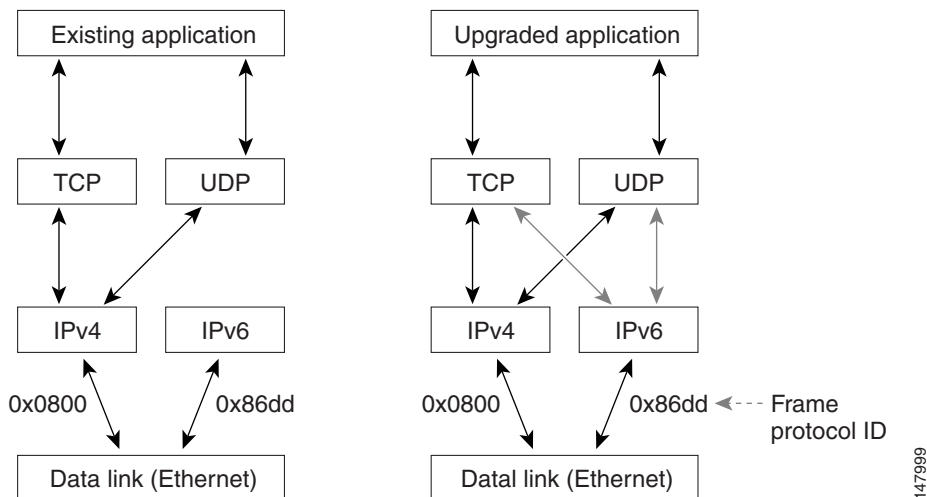 Existing application
TCP
UDP
IPv4
IPv6
0x0800
0x86dd
Data link (Ethernet)
Upgraded application
TCP
UDP
IPv4
IPv6
0x0800
0x86dd
Frame
protocol ID
Datal link (Ethernet)
147999